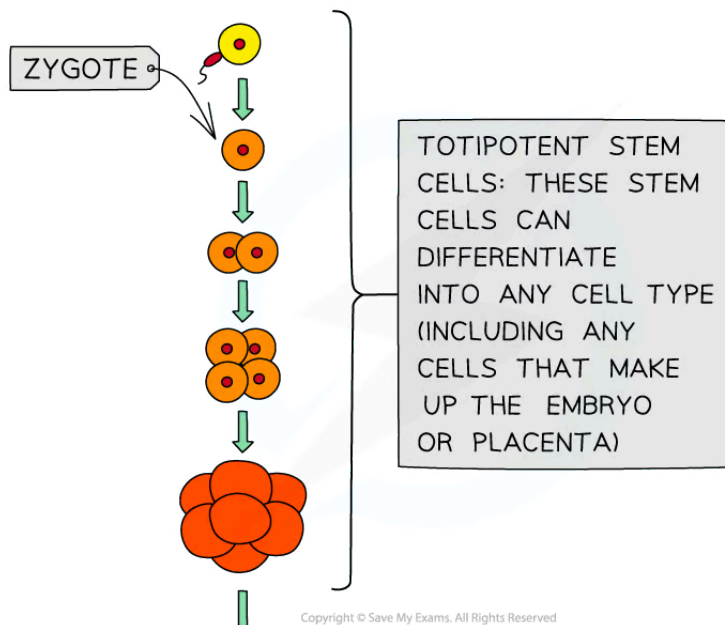 ZYGOTE
TOTIPOTENT STEM
CELLS: THESE STEM
CELLS CAN
DIFFERENTIATE
INTO ANY CELL TYPE
(INCLUDING ANY
CELLS THAT MAKE
UP THE EMBRYO
OR PLACENTA)
Copyright © Save My Exams. All Rights Reserved